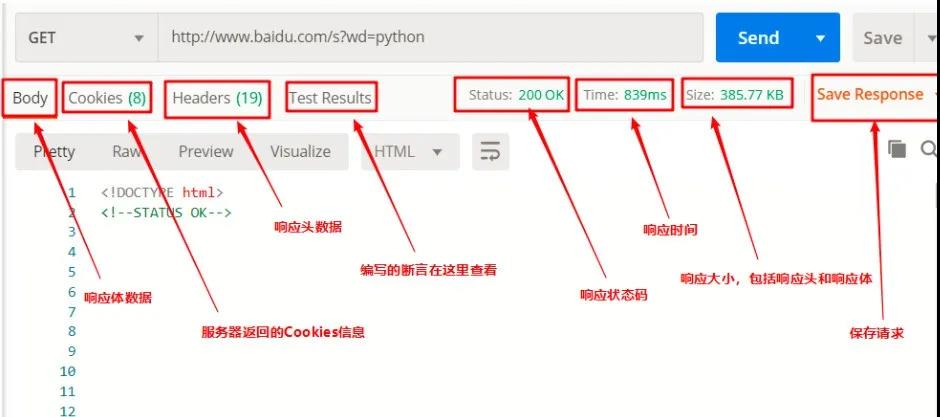 GET http://www.baidu.com/s?wd=python Send Save
Body Cookies (8) Headers (19) Test Results Status: 200 OK Time: 839ms Size: 385.77 KB Save Response
Pretty Raw Preview Visualize HTML
1 <!DOCTYPE html>
2 <!--STATUS OK-->
3
4
5
6
7
8
9
10
11
12
响应头数据
响应时间
编写的断言在这里查看
响应大小，包括响应头和响应体
响应体数据
响应状态码
服务器返回的Cookies信息
保存请求